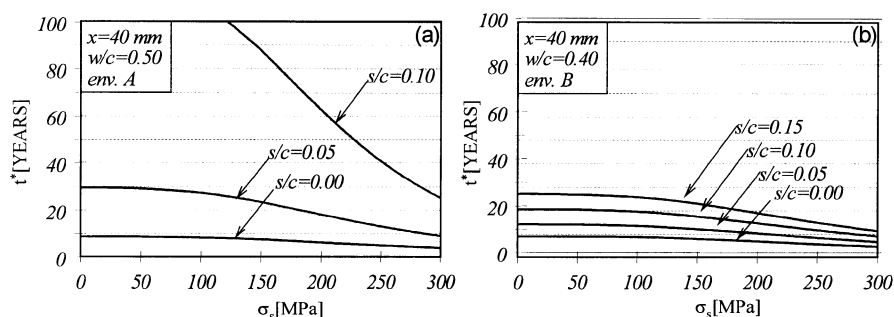 (a)
x=40 mm
w/c=0.50
env. A
s/c=0.10
s/c=0.05
s/c=0.00
t*[YEARS]
100
80
60
40
20
0
0 50 100 150 200 250 300
σs[MPa]
(b)
x=40 mm
w/c=0.40
env. B
s/c=0.15
s/c=0.10
s/c=0.05
s/c=0.00
t*[YEARS]
100
80
60
40
20
0
0 50 100 150 200 250 300
σs[MPa]